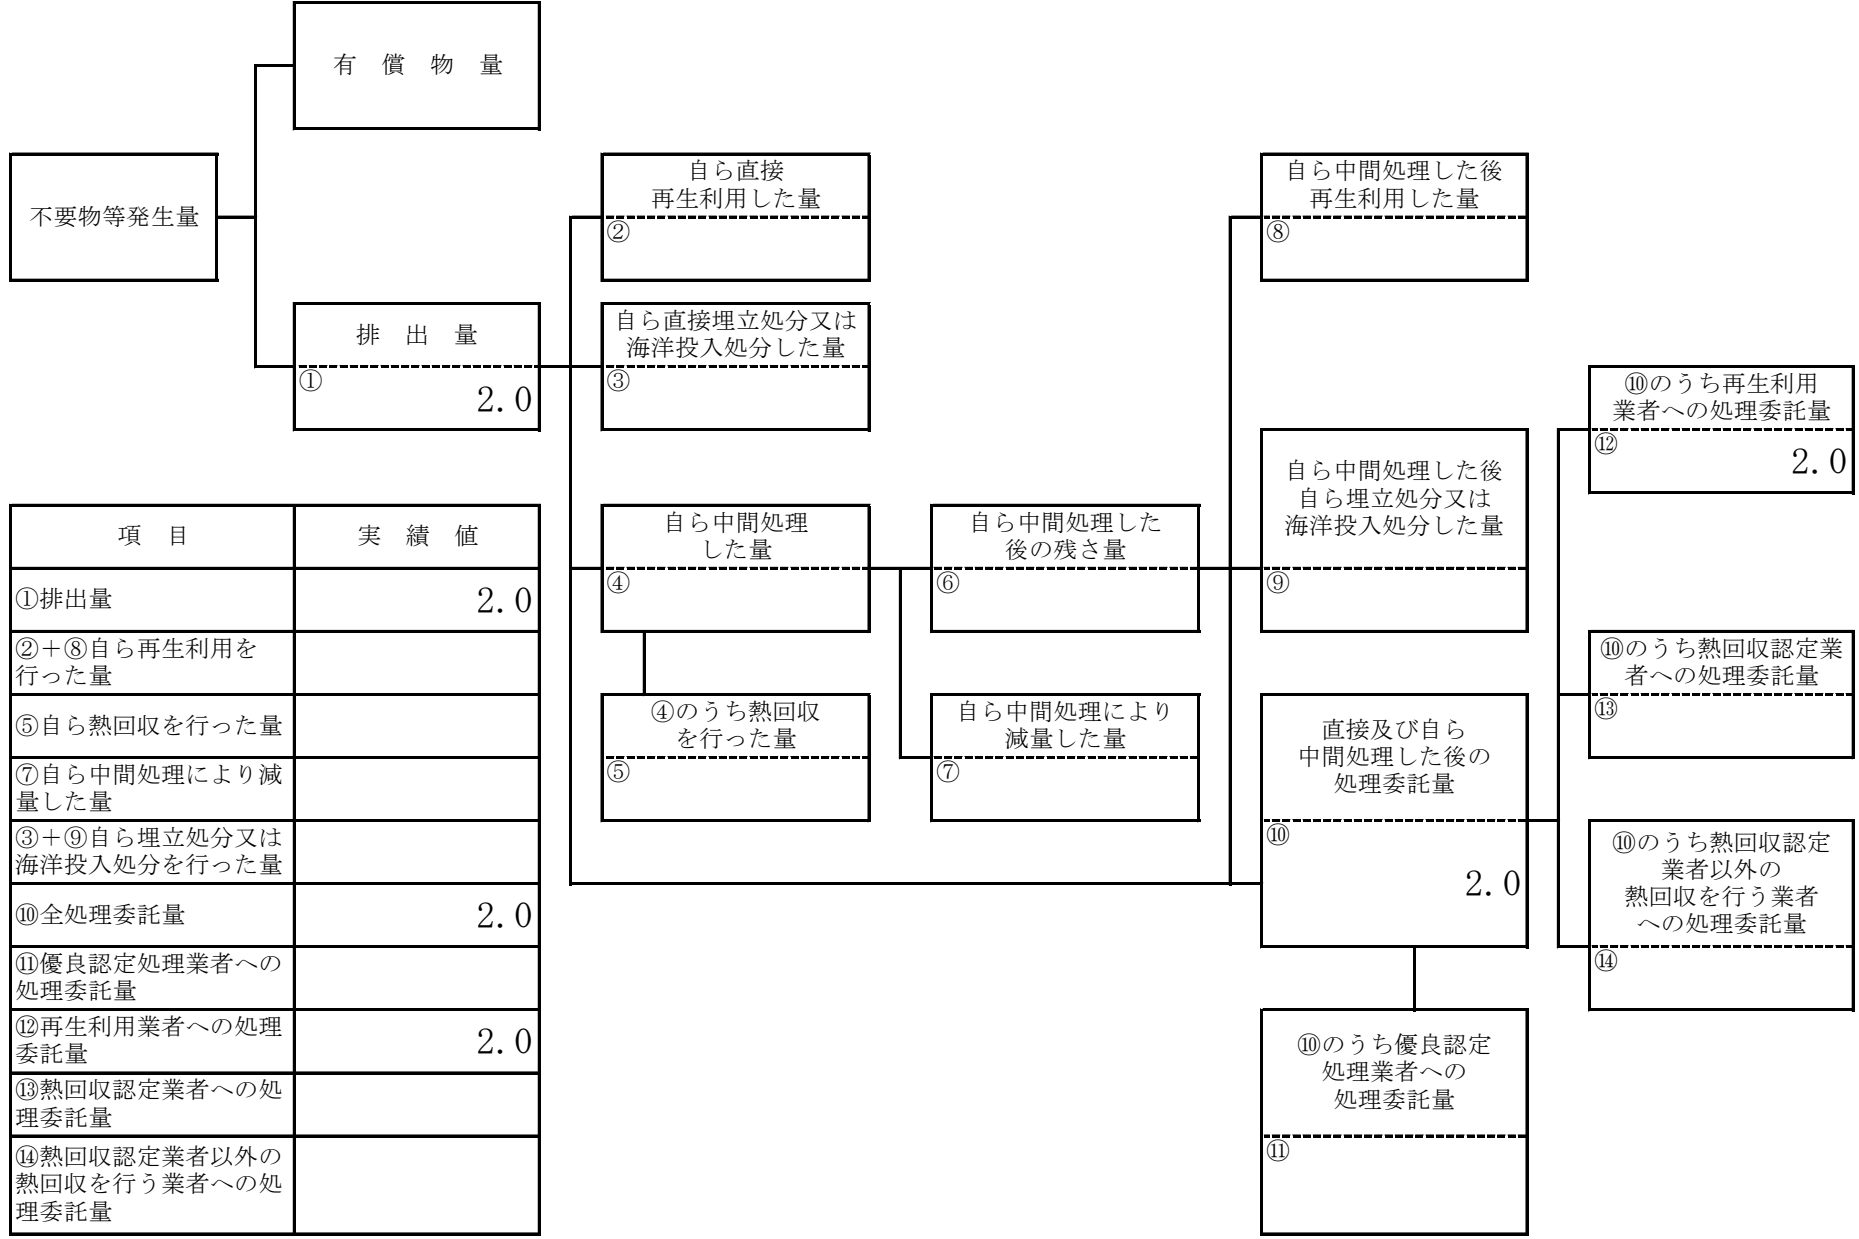 有　償　物　量
不要物等発生量
排　出　量
①
2.0
自ら直接
再生利用した量
②
自ら直接埋立処分又は
海洋投入処分した量
③
自ら中間処理
した量
④
④のうち熱回収
を行った量
⑤
自ら中間処理した
後の残さ量
⑥
自ら中間処理により
減量した量
⑦
自ら中間処理した後
再生利用した量
⑧
自ら中間処理した後
自ら埋立処分又は
海洋投入処分した量
⑨
直接及び自ら
中間処理した後の
処理委託量
⑩
2.0
⑩のうち優良認定
処理業者への
処理委託量
⑪
⑩のうち再生利用
業者への処理委託量
⑫
2.0
⑩のうち熱回収認定業
者への処理委託量
⑬
⑩のうち熱回収認定
業者以外の
熱回収を行う業者
への処理委託量
⑭
項　目　実　績　値
①排出量　2.0
②＋⑧自ら再生利用を
行った量
⑤自ら熱回収を行った量
⑦自ら中間処理により減
量した量
③＋⑨自ら埋立処分又は
海洋投入処分を行った量
⑩全処理委託量　2.0
⑪優良認定処理業者への
処理委託量
⑫再生利用業者への処理
委託量　2.0
⑬熱回収認定業者への処
理委託量
⑭熱回収認定業者以外の
熱回収を行う業者への処
理委託量